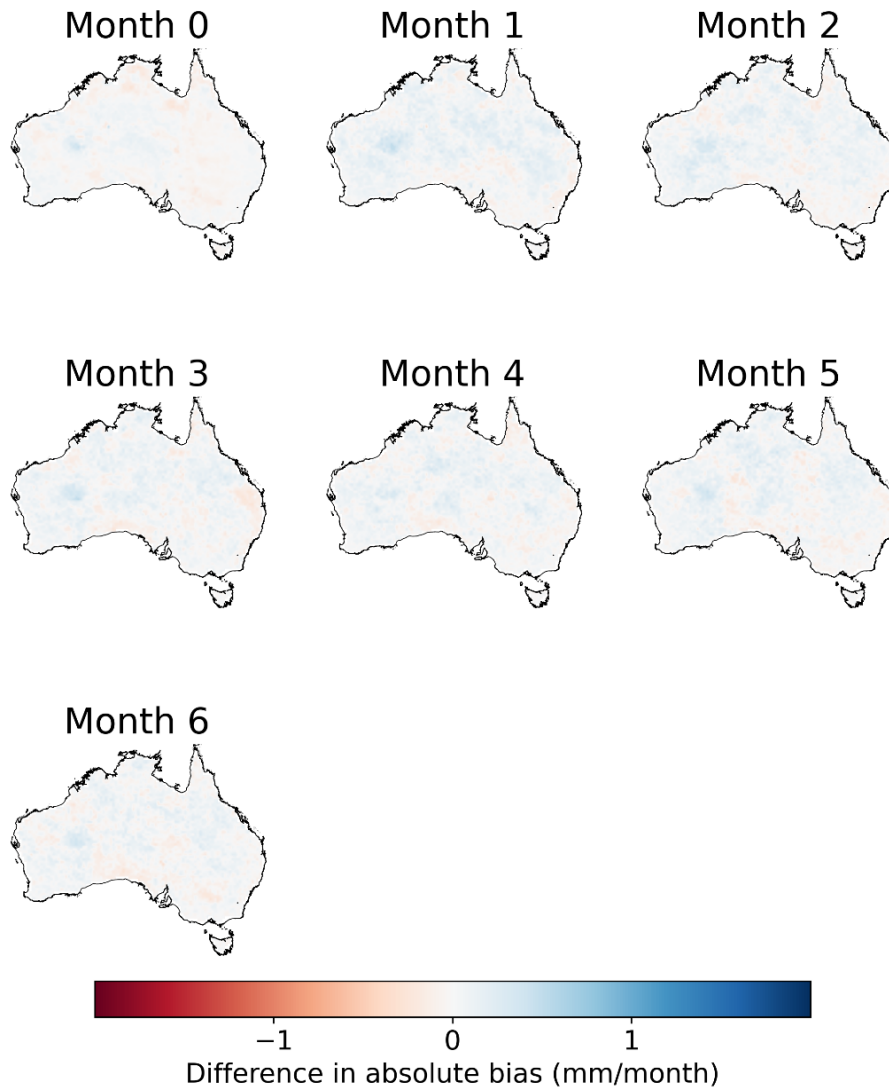 Month 0
Month 1
Month 2
Month 3
Month 4
Month 5
Month 6
−1
0
1
Difference in absolute bias (mm/month)